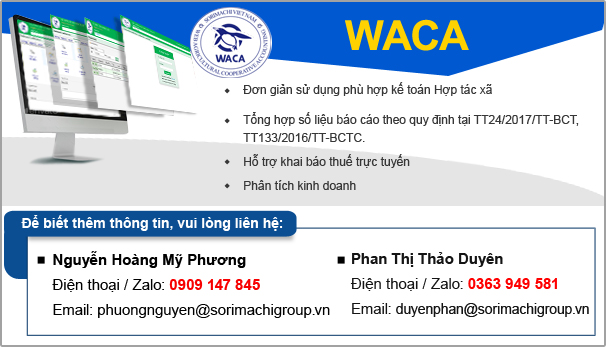 SORIMACHI VIETNAM
WACA
WACA
Đơn giản sử dụng phù hợp kế toán Hợp tác xã
Tổng hợp số liệu báo cáo theo quy định tại TT24/2017/TT-BCT,
TT133/2016/TT-BCTC.
Hỗ trợ khai báo thuế trực tuyến
Phân tích kinh doanh
Để biết thêm thông tin, vui lòng liên hệ:
Nguyễn Hoàng Mỹ Phương
Điện thoại / Zalo: 0909 147 845
Email: phuongnguyen@sorimachigroup.vn
Phan Thị Thảo Duyên
Điện thoại / Zalo: 0363 949 581
Email: duyenphan@sorimachigroup.vn